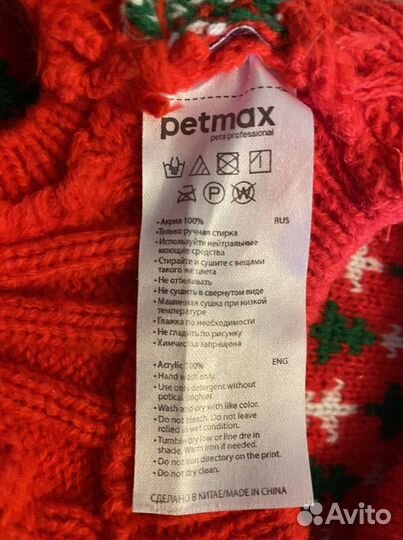 petmax
pets professional
P W
• Акрил 100% RUS
• Только ручная стирка
• Используйте нейтральные
моющие средства
• Стирайте и сушите с вещами
такого же цвета
• Не отбеливать
• Не сушить в свернутом виде
• Машинная сушка при низкой
температуре
• Глажка по необходимости
• Не гладить по рисунку
• Химчистка запрещена
• Acrylic 100% ENG
• Hand wash only.
• Use only detergent without
potical brighier.
• Wash and dry with like color.
• Do not bleach. Do not leave
rolled in wet condition.
• Tumble dry low or line dre in
shade. Warm iron if needed.
• Do not iron directory on the print.
• Do not dry clean.
СДЕЛАНО В КИТАЕ/MADE IN CHINA
Avito